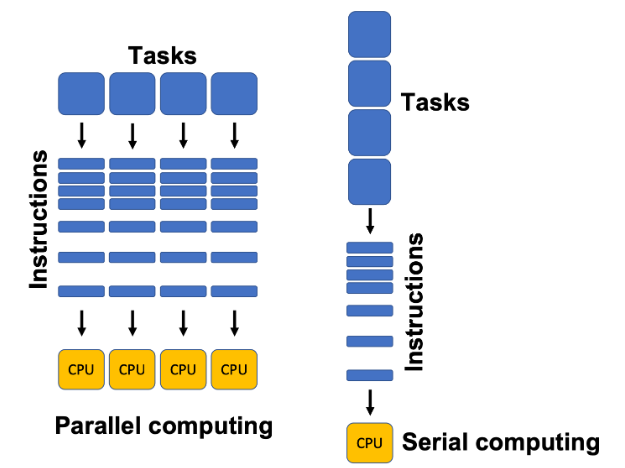 Tasks
Instructions
CPU CPU CPU CPU
Parallel computing
Tasks
Instructions
CPU
Serial computing